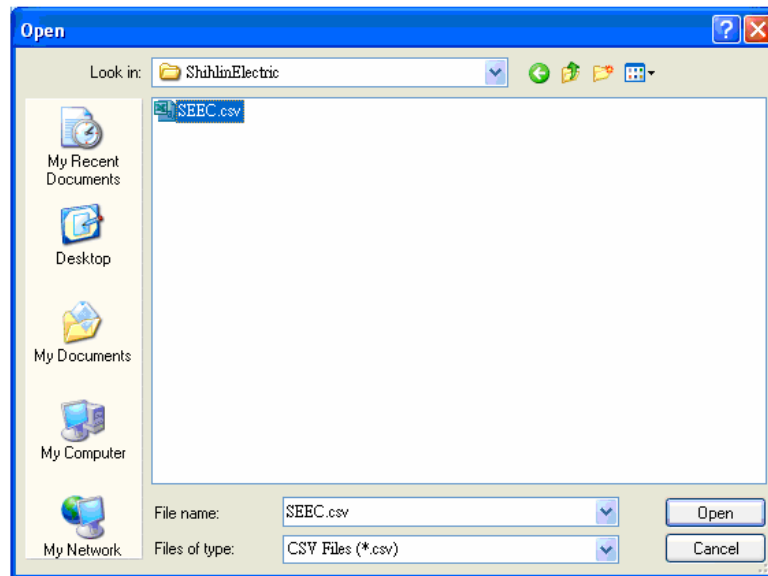 Open
Look in: ShihlinElectric
SEEC.csv
My Recent
Documents
Desktop
My Documents
My Computer
My Network
File name: SEEC.csv Open
Files of type: CSV Files (*.csv) Cancel